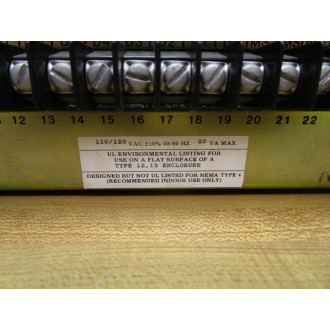 12 13 14 15 16 17 18 19 20 21 22
110/120 VAC ±10% 50/60 HZ. 20 VA MAX.
UL ENVIRONMENTAL LISTING FOR
USE ON A FLAT SURFACE OF A
TYPE 12,13 ENCLOSURE
DESIGNED BUT NOT UL LISTED FOR NEMA TYPE 4
(RECOMMENDED INDOOR USE ONLY)